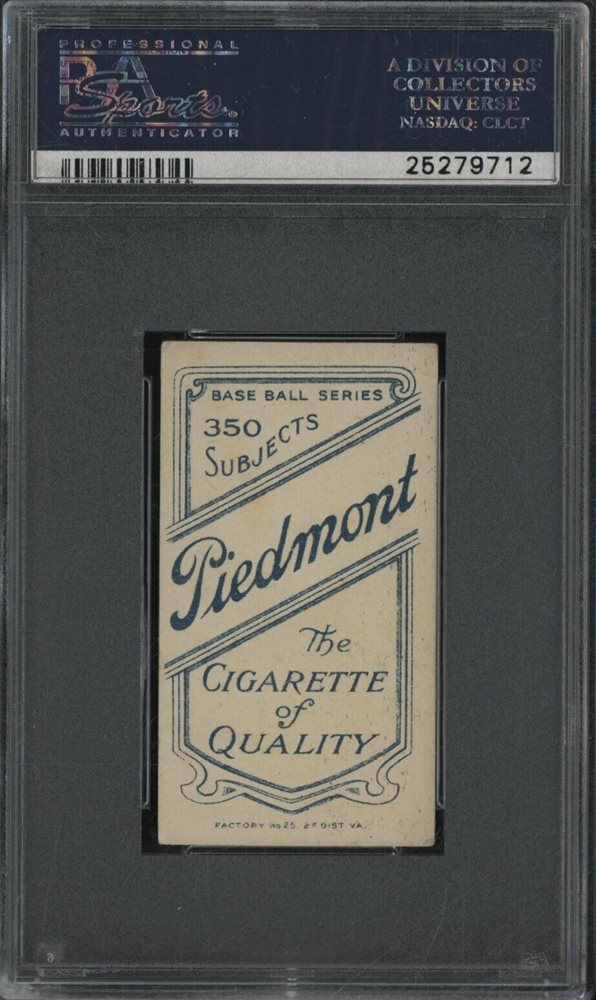 PROFESSIONAL
PSA
Sports
AUTHENTICATOR
A DIVISION OF
COLLECTORS
UNIVERSE
NASDAQ: CLCT
25279712
BASE BALL SERIES
350
SUBJECTS
Piedmont
The
CIGARETTE
of
QUALITY
FACTORY No 25. 2D DIST VA.